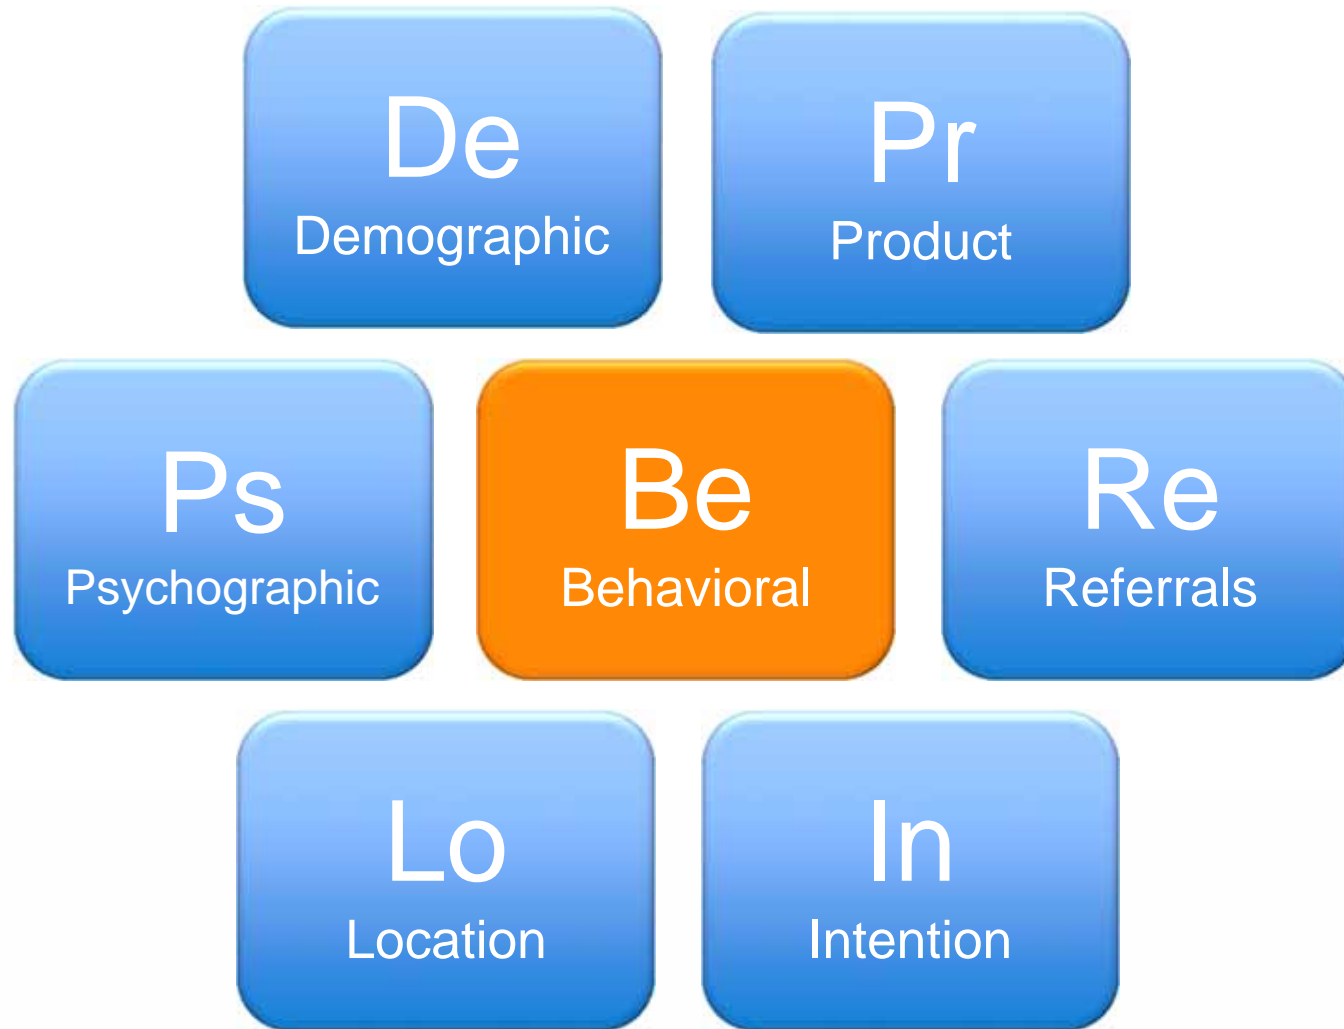 De
Demographic
Pr
Product
Ps
Psychographic
Be
Behavioral
Re
Referrals
Lo
Location
In
Intention